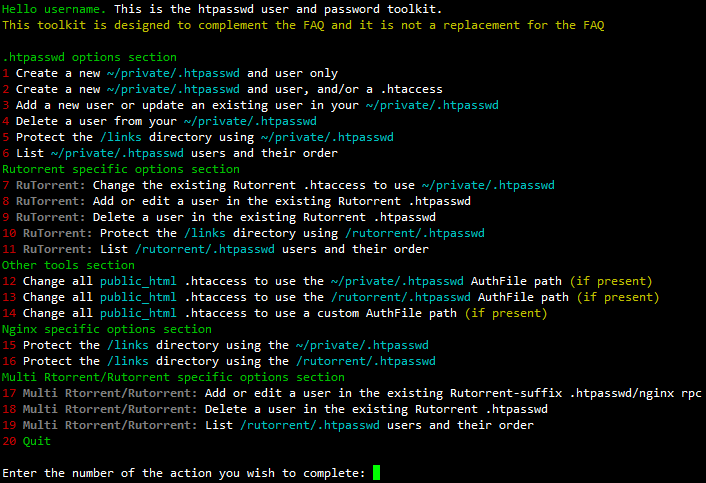 Hello username. This is the htpasswd user and password toolkit.
This toolkit is designed to complement the FAQ and it is not a replacement for the FAQ
.htpasswd options section
1 Create a new ~/private/.htpasswd and user only
2 Create a new ~/private/.htpasswd and user, and/or a .htaccess
3 Add a new user or update an existing user in your ~/private/.htpasswd
4 Delete a user from your ~/private/.htpasswd
5 Protect the /links directory using ~/private/.htpasswd
6 List ~/private/.htpasswd users and their order
Rutorrent specific options section
7 RuTorrent: Change the existing Rutorrent .htaccess to use ~/private/.htpasswd
8 RuTorrent: Add or edit a user in the existing Rutorrent .htpasswd
9 RuTorrent: Delete a user in the existing Rutorrent .htpasswd
10 RuTorrent: Protect the /links directory using /rutorrent/.htpasswd
11 RuTorrent: List /rutorrent/.htpasswd users and their order
Other tools section
12 Change all public_html .htaccess to use the ~/private/.htpasswd AuthFile path (if present)
13 Change all public_html .htaccess to use the /rutorrent/.htpasswd AuthFile path (if present)
14 Change all public_html .htaccess to use a custom AuthFile path (if present)
Nginx specific options section
15 Protect the /links directory using the ~/private/.htpasswd
16 Protect the /links directory using the /rutorrent/.htpasswd
Multi Rtorrent/Rutorrent specific options section
17 Multi Rtorrent/Rutorrent: Add or edit a user in the existing Rutorrent-suffix .htpasswd/nginx rpc
18 Multi Rtorrent/Rutorrent: Delete a user in the existing Rutorrent .htpasswd
19 Multi Rtorrent/Rutorrent: List /rutorrent/.htpasswd users and their order
20 Quit
Enter the number of the action you wish to complete: